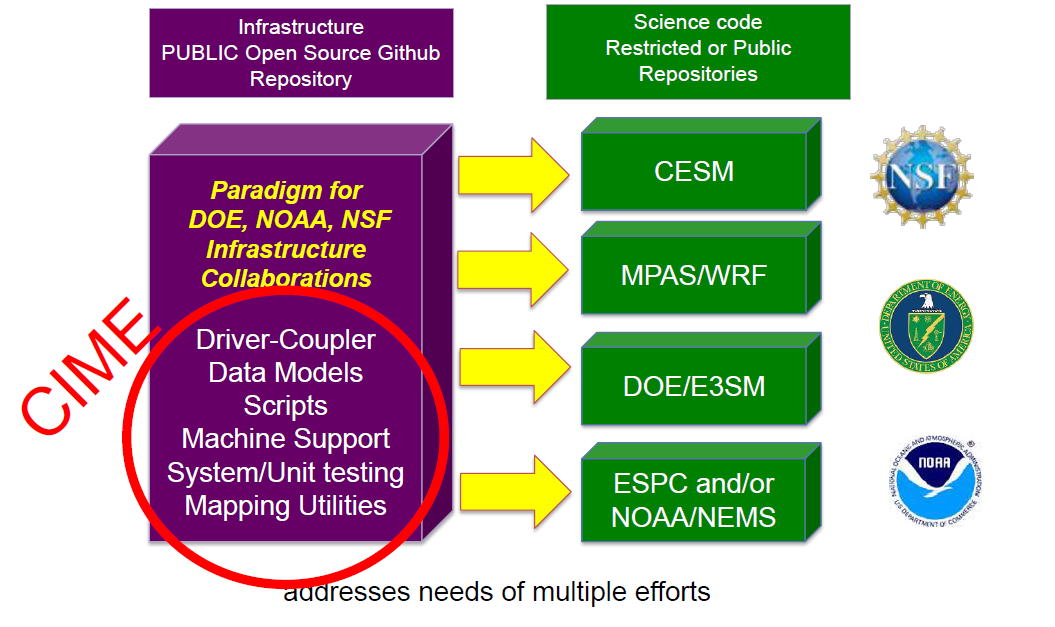 Infrastructure
PUBLIC Open Source Github
Repository
Science code
Restricted or Public
Repositories
Paradigm for
DOE, NOAA, NSF
Infrastructure
Collaborations
CIME
Driver-Coupler
Data Models
Scripts
Machine Support
System/Unit testing
Mapping Utilities
CESM
MPAS/WRF
DOE/E3SM
ESPC and/or
NOAA/NEMS
NSF
DEPARTMENT OF ENERGY
UNITED STATES OF AMERICA
NATIONAL OCEANIC AND ATMOSPHERIC ADMINISTRATION
NOAA
U.S. DEPARTMENT OF COMMERCE
addresses needs of multiple efforts